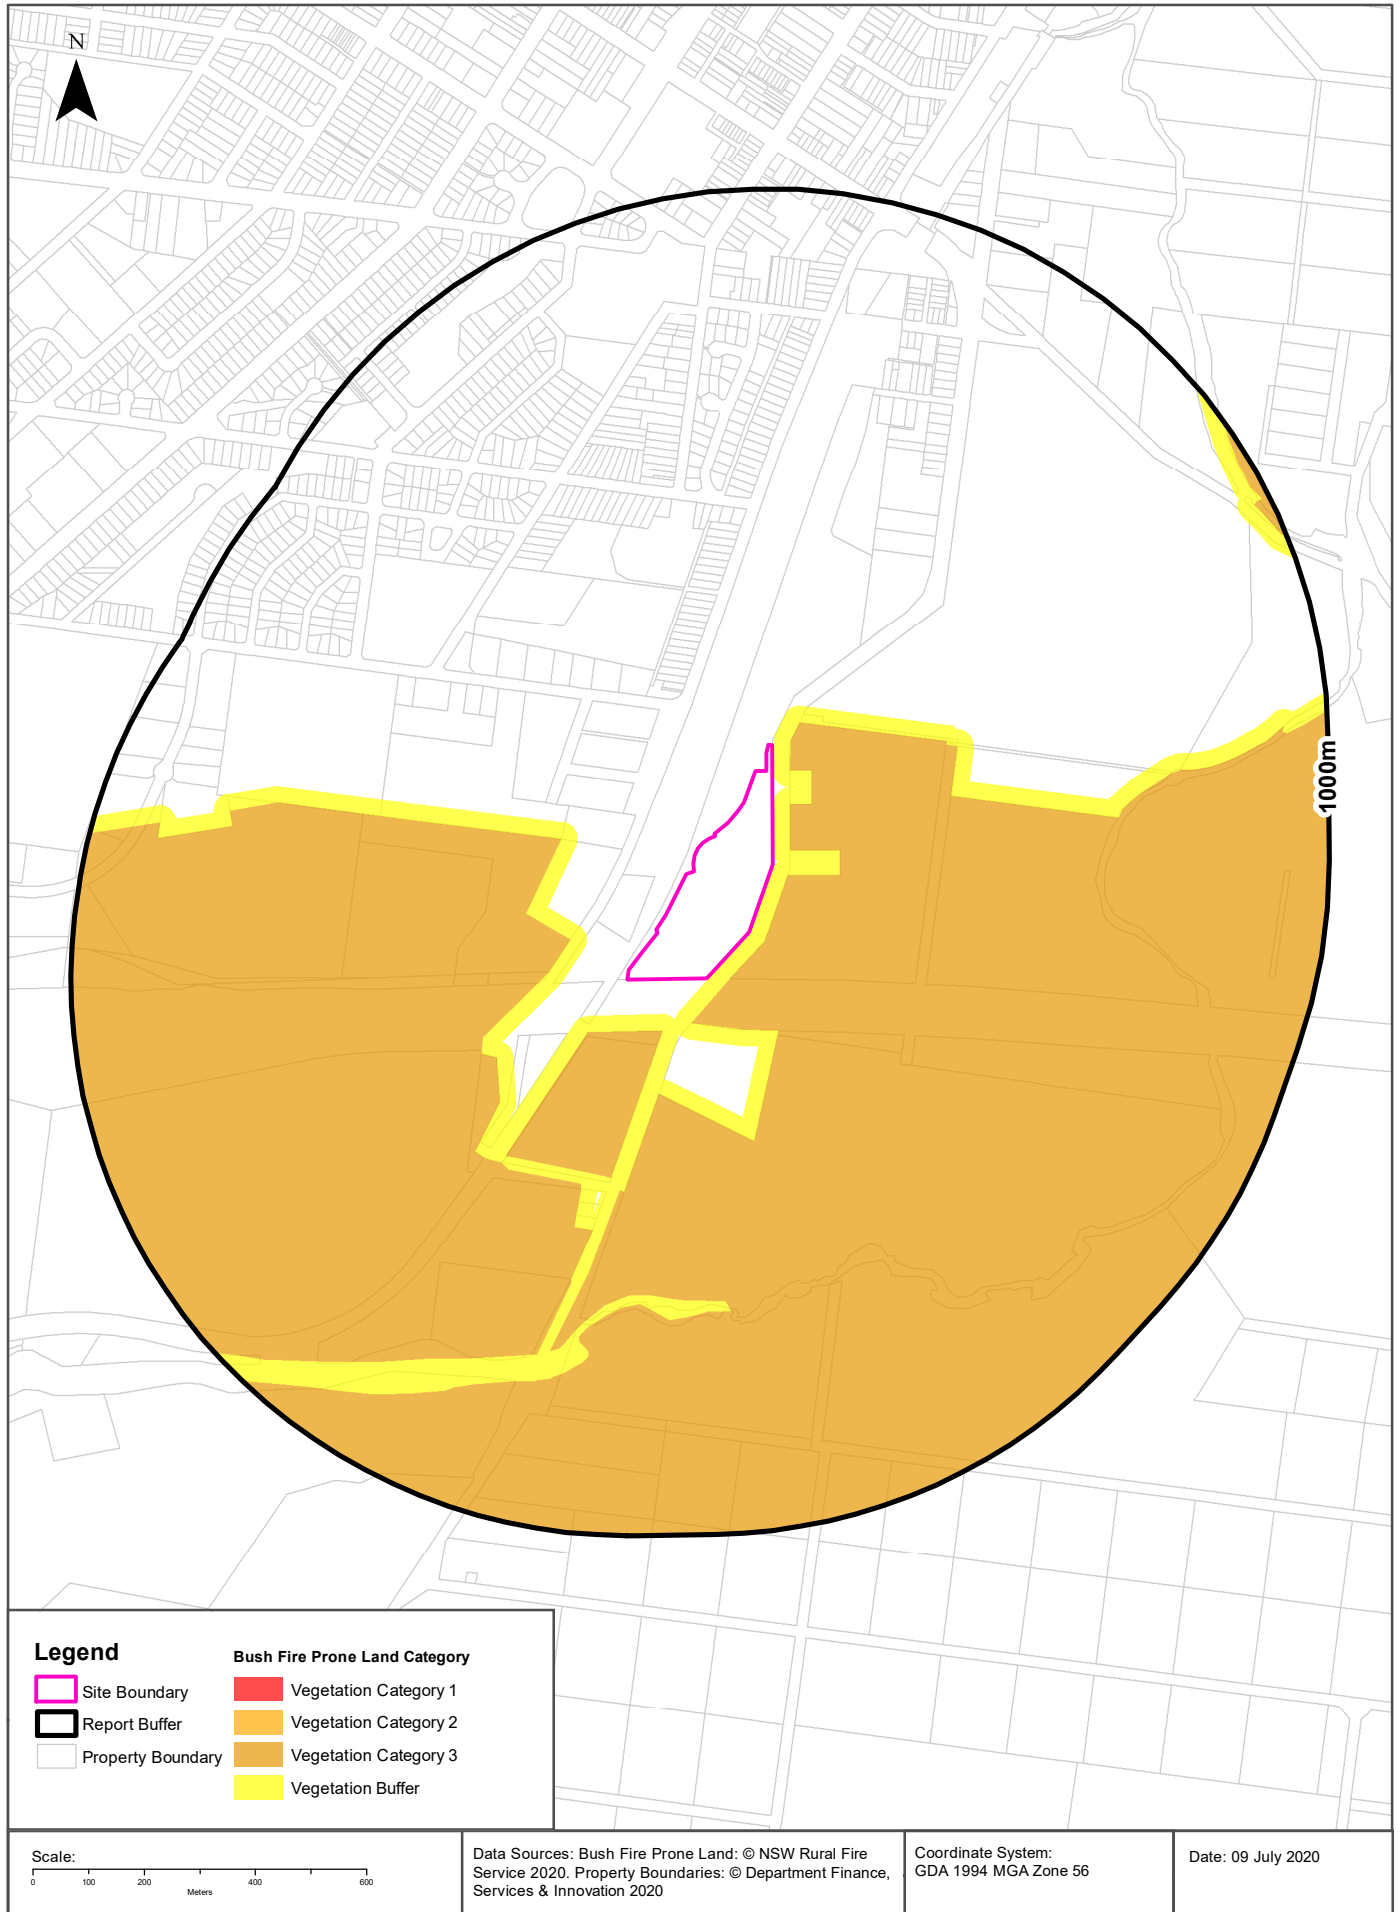 N
1000m
Legend
Site Boundary
Report Buffer
Property Boundary
Bush Fire Prone Land Category
Vegetation Category 1
Vegetation Category 2
Vegetation Category 3
Vegetation Buffer
Scale:
0 100 200 400 600
Meters
Data Sources: Bush Fire Prone Land: © NSW Rural Fire
Service 2020. Property Boundaries: © Department Finance,
Services & Innovation 2020
Coordinate System:
GDA 1994 MGA Zone 56
Date: 09 July 2020